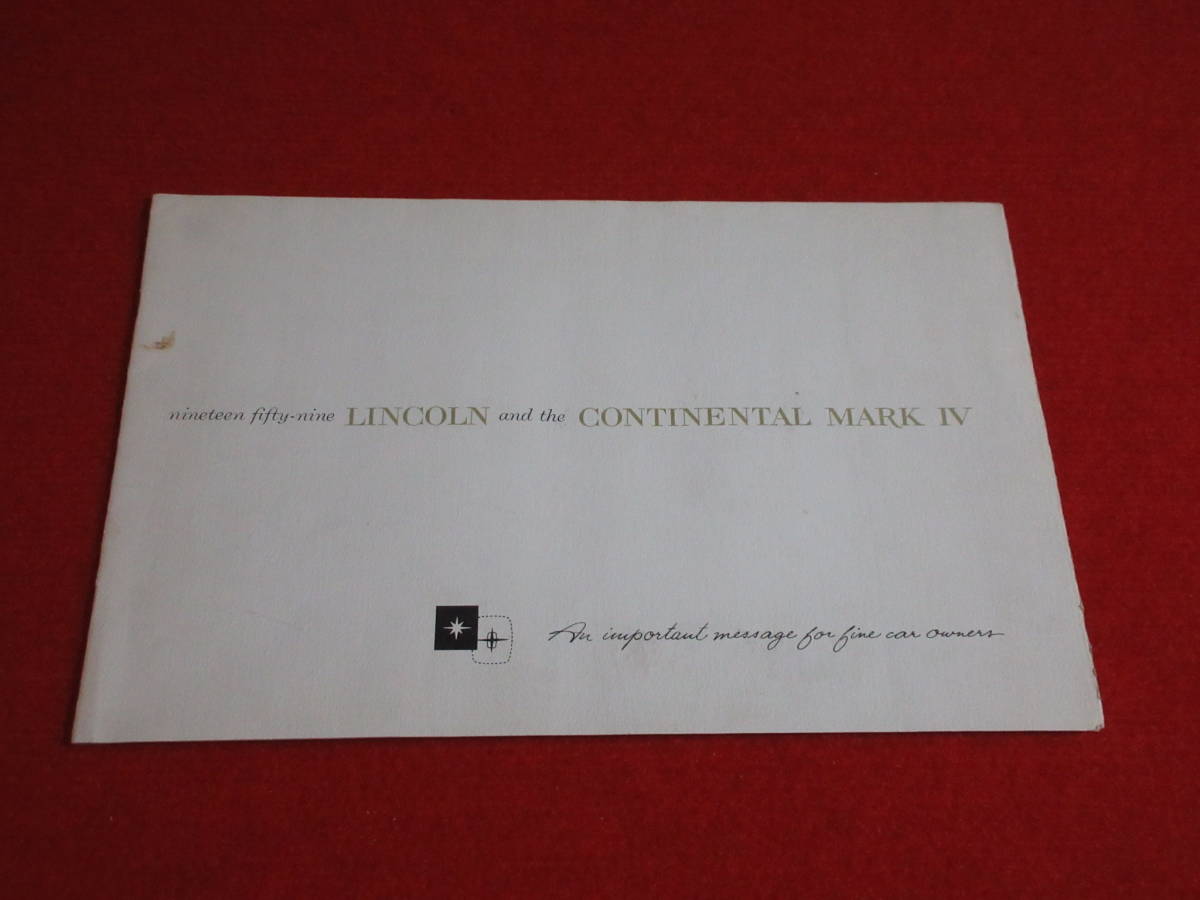 nineteen fifty-nine LINCOLN and the CONTINENTAL MARK IV
An important message for fine car owners